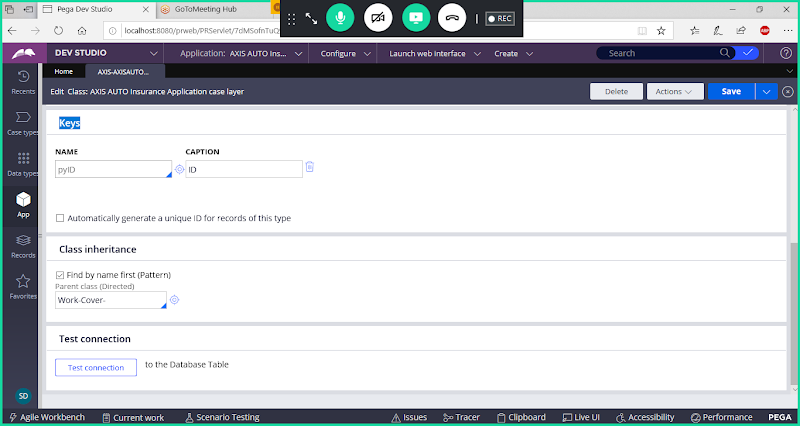 Pega Dev Studio
GoToMeeting Hub
REC
localhost:8080/prweb/PRServlet/7dMSofnTuQ
ABP
DEV STUDIO
Application: AXIS AUTO Ins...
Configure
Launch web interface
Create
Search
Recents
Case types
Data types
App
Records
Favorites
SD
Home
AXIS-AXISAUTO...
Edit Class: AXIS AUTO Insurance Application case layer
Delete
Actions
Save
Keys
NAME CAPTION
pyID ID
Automatically generate a unique ID for records of this type
Class inheritance
Find by name first (Pattern)
Parent class (Directed)
Work-Cover-
Test connection
Test connection to the Database Table
Agile Workbench
Current work
Scenario Testing
Issues
Tracer
Clipboard
Live UI
Accessibility
Performance
PEGA